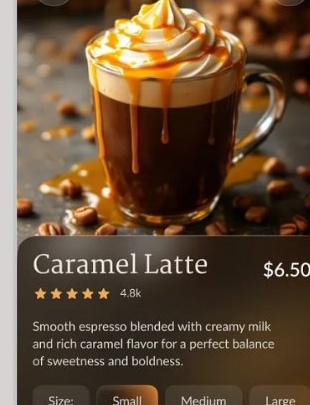 Caramel Latte
$6.50
4.8k
Smooth espresso blended with creamy milk
and rich caramel flavor for a perfect balance
of sweetness and boldness.
Size: Small Medium Large